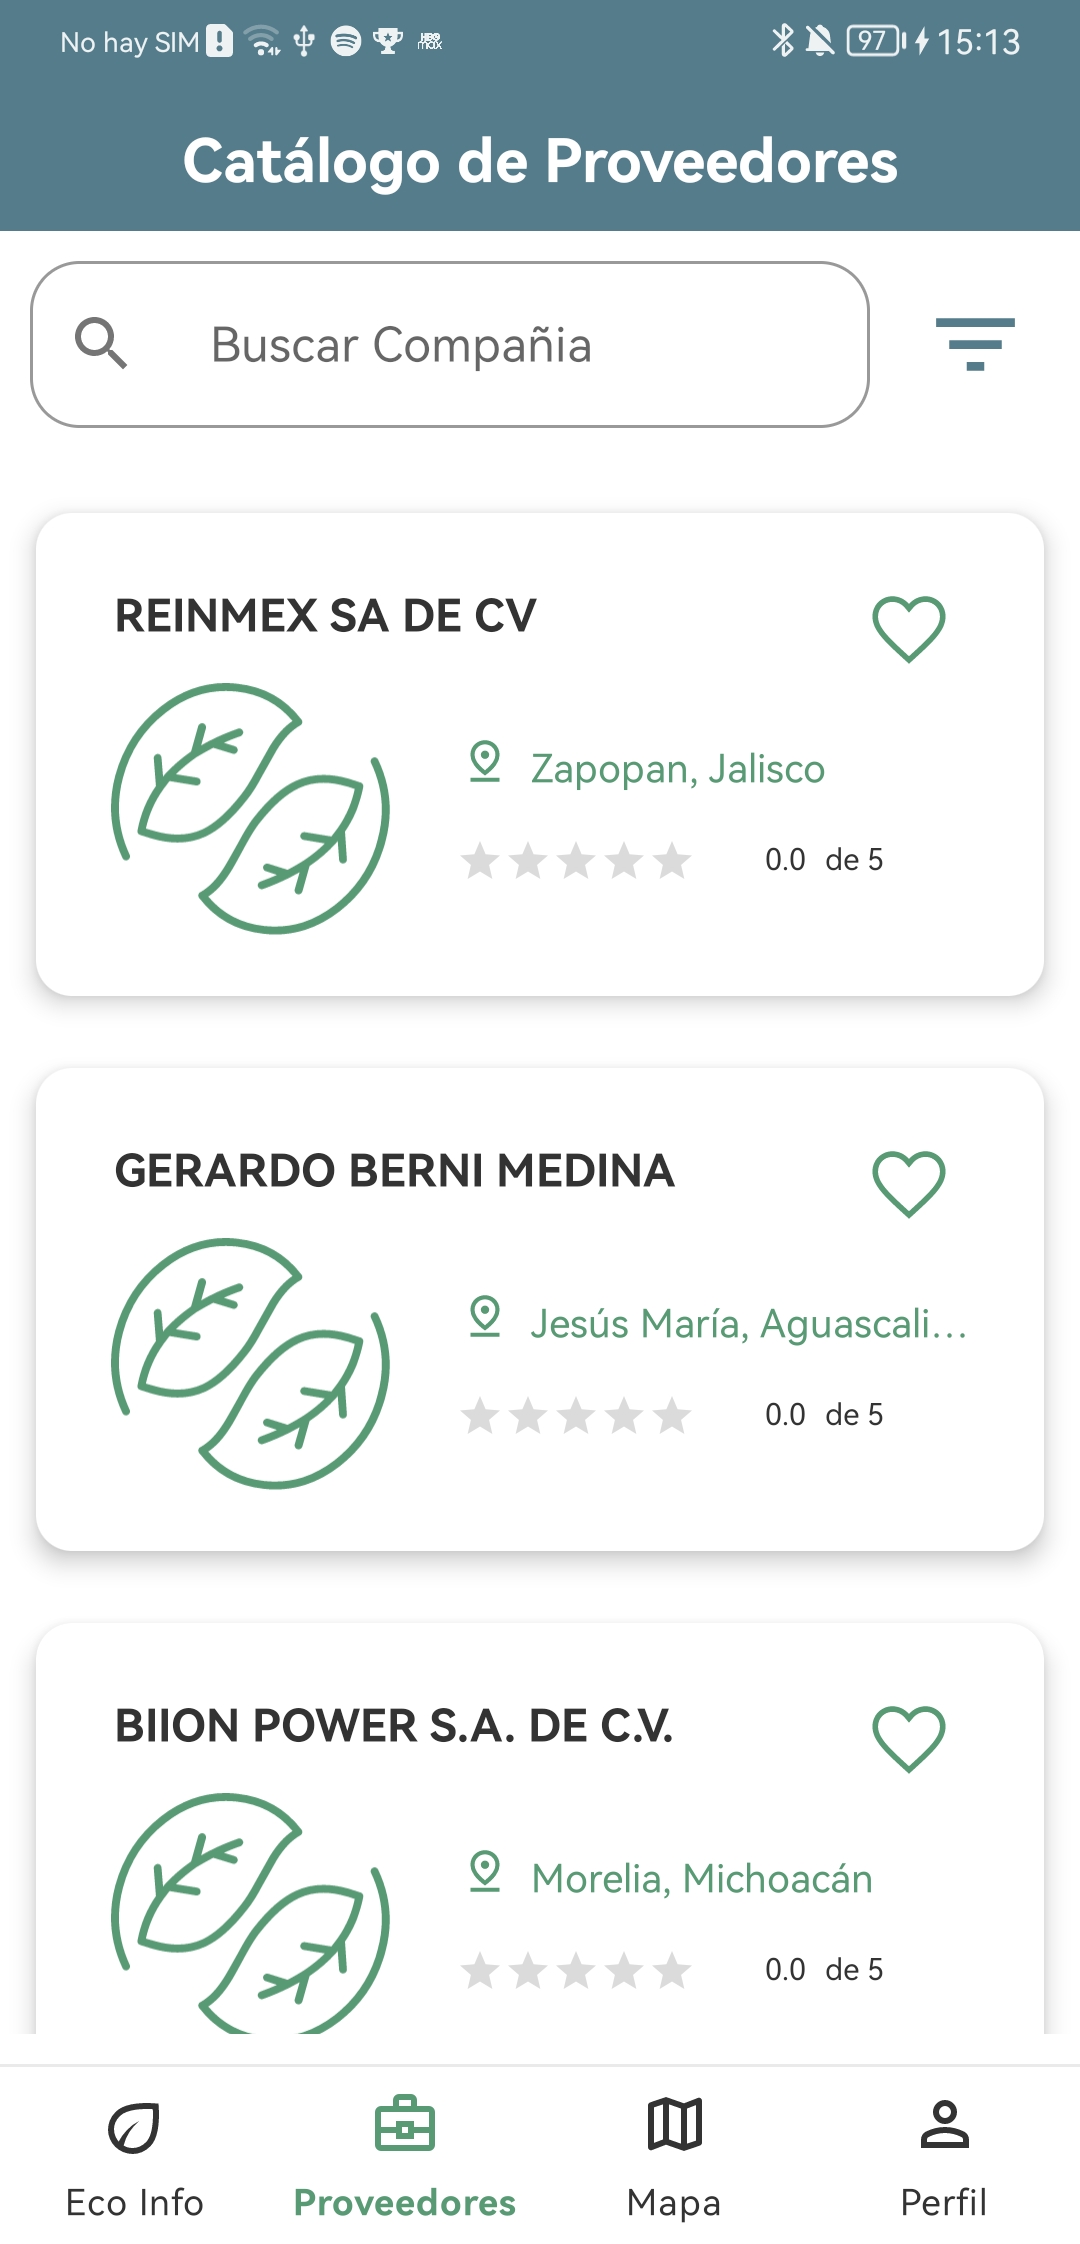 No hay SIM
97
15:13
Catálogo de Proveedores
Buscar Compañia
REINMEX SA DE CV
Zapopan, Jalisco
0.0 de 5
GERARDO BERNI MEDINA
Jesús María, Aguascali...
0.0 de 5
BIION POWER S.A. DE C.V.
Morelia, Michoacán
0.0 de 5
Eco Info
Proveedores
Mapa
Perfil